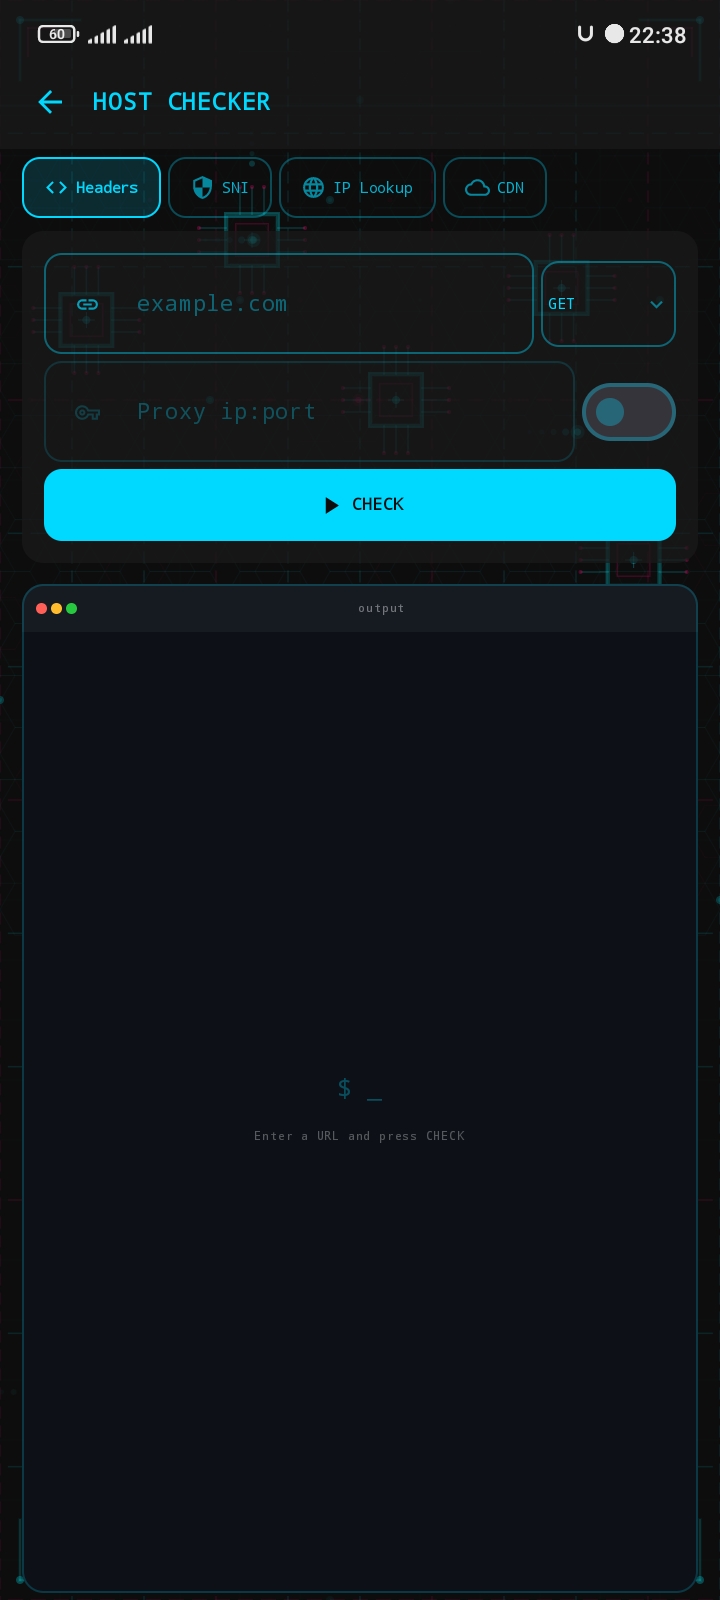 60 22:38
HOST CHECKER
Headers SNI IP Lookup CDN
example.com GET
Proxy ip:port
CHECK
output
$ _
Enter a URL and press CHECK